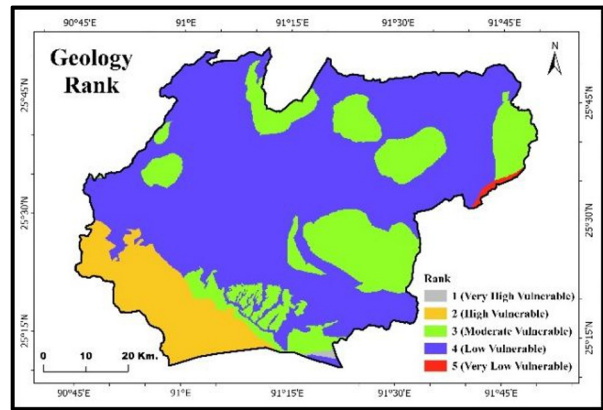 90°45'E 91°E 91°15'E 91°30'E 91°45'E
Geology
Rank
N
25°45'N 25°45'N
25°30'N 25°30'N
25°15'N 25°15'N
Rank
1 (Very High Vulnerable)
2 (High Vulnerable)
3 (Moderate Vulnerable)
4 (Low Vulnerable)
5 (Very Low Vulnerable)
0 10 20 Km.
90°45'E 91°E 91°15'E 91°30'E 91°45'E